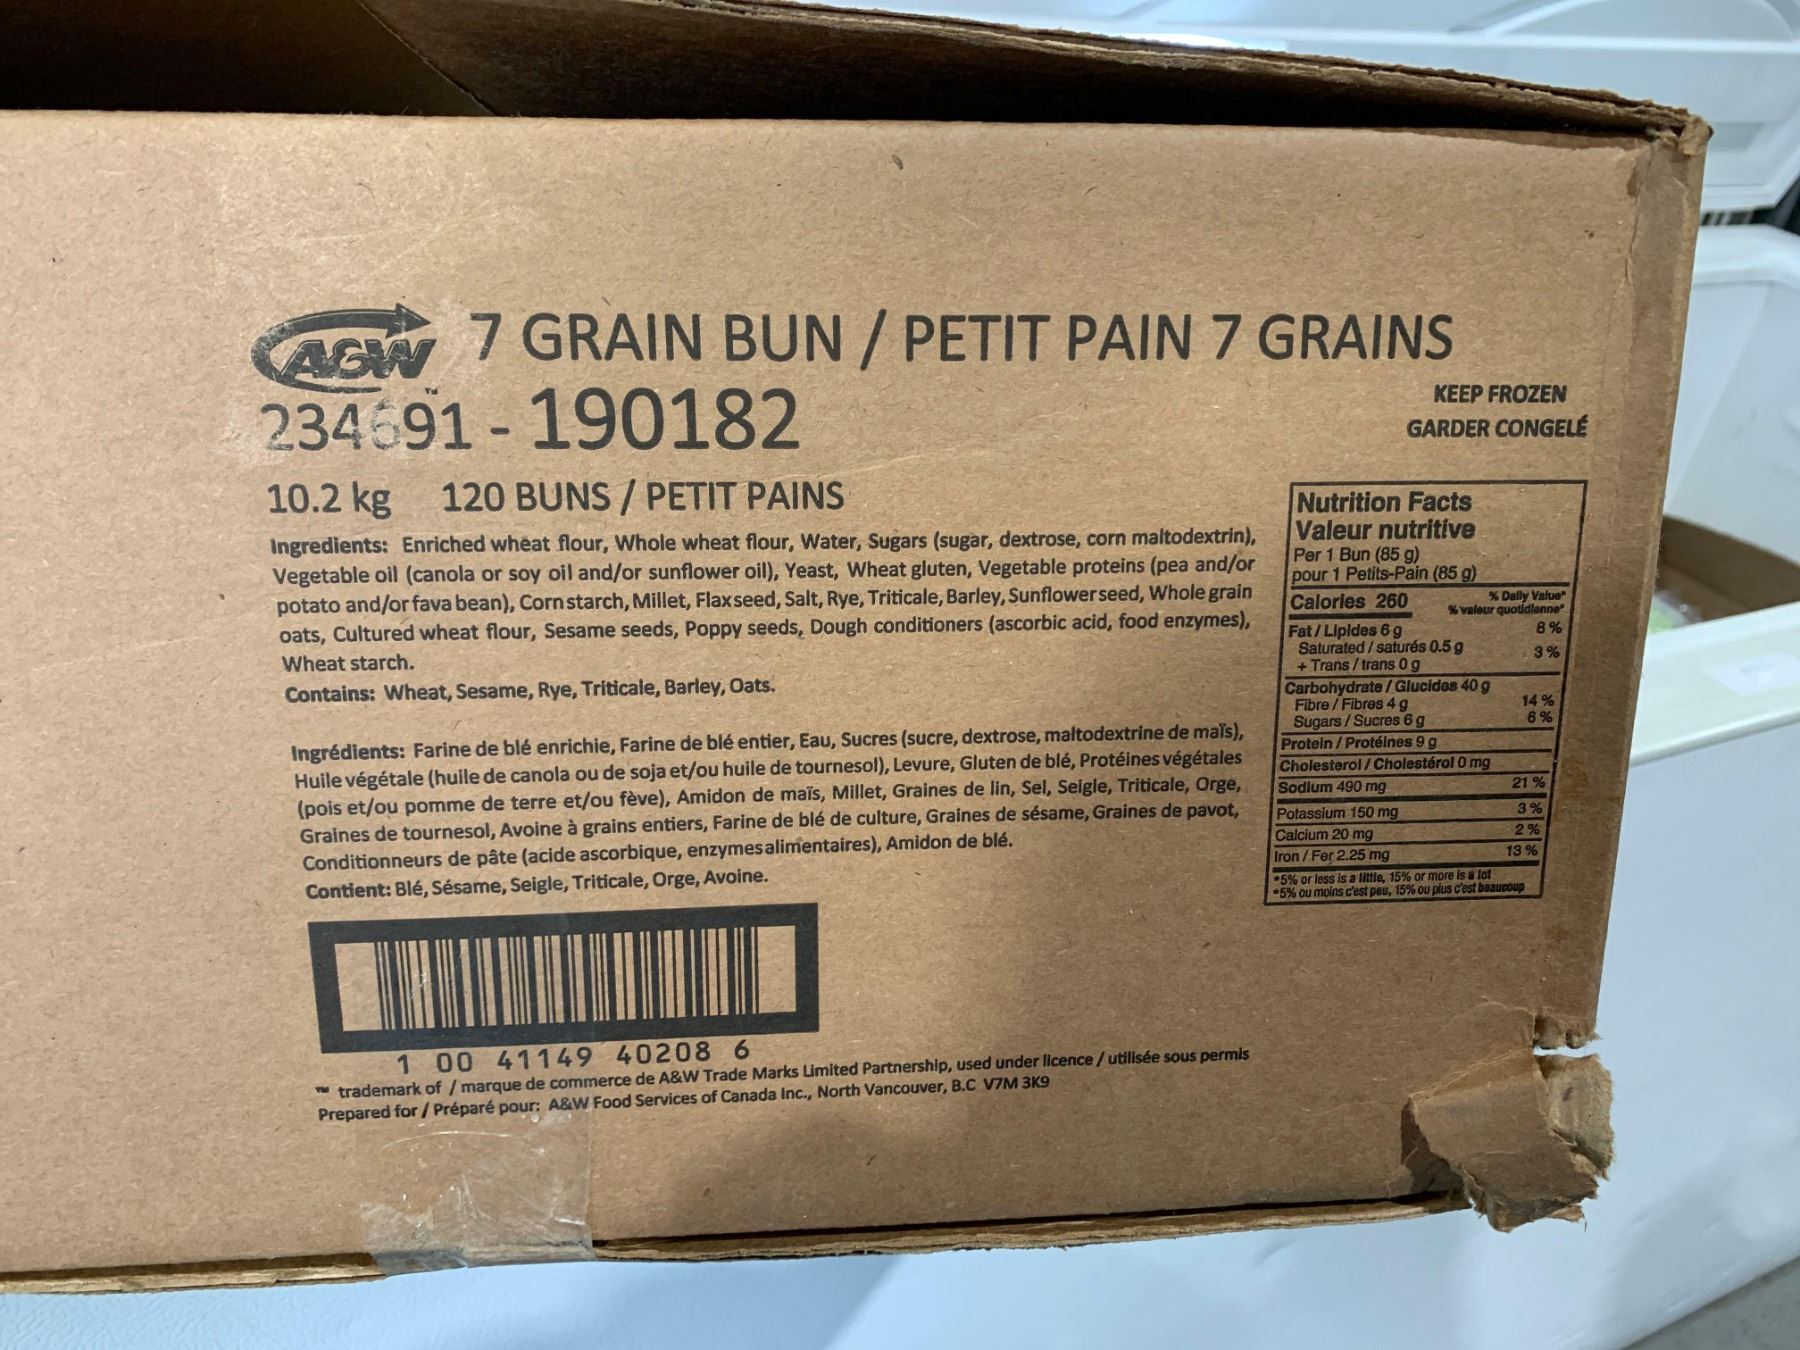 A&W 7 GRAIN BUN / PETIT PAIN 7 GRAINS
™
234691 - 190182
KEEP FROZEN
GARDER CONGELÉ
10.2 kg 120 BUNS / PETIT PAINS
Ingredients: Enriched wheat flour, Whole wheat flour, Water, Sugars (sugar, dextrose, corn maltodextrin),
Vegetable oil (canola or soy oil and/or sunflower oil), Yeast, Wheat gluten, Vegetable proteins (pea and/or
potato and/or fava bean), Corn starch, Millet, Flaxseed, Salt, Rye, Triticale, Barley, Sunflower seed, Whole grain
oats, Cultured wheat flour, Sesame seeds, Poppy seeds, Dough conditioners (ascorbic acid, food enzymes),
Wheat starch.
Contains: Wheat, Sesame, Rye, Triticale, Barley, Oats.
Ingrédients: Farine de blé enrichie, Farine de blé entier, Eau, Sucres (sucre, dextrose, maltodextrine de maïs),
Huile végétale (huile de canola ou de soja et/ou huile de tournesol), Levure, Gluten de blé, Protéines végétales
(pois et/ou pomme de terre et/ou fève), Amidon de maïs, Millet, Graines de lin, Sel, Seigle, Triticale, Orge,
Graines de tournesol, Avoine à grains entiers, Farine de blé de culture, Graines de sésame, Graines de pavot,
Conditionneurs de pâte (acide ascorbique, enzymes alimentaires), Amidon de blé.
Contient: Blé, Sésame, Seigle, Triticale, Orge, Avoine.
1 00 41149 40208 6
™ trademark of / marque de commerce de A&W Trade Marks Limited Partnership, used under licence / utilisée sous permis
Prepared for / Préparé pour: A&W Food Services of Canada Inc., North Vancouver, B.C V7M 3K9
Nutrition Facts
Valeur nutritive
Per 1 Bun (85 g)
pour 1 Petits-Pain (85 g)
Calories 260 % Daily Value*
% valeur quotidienne*
Fat / Lipides 6 g 8 %
Saturated / saturés 0.5 g 3 %
+ Trans / trans 0 g
Carbohydrate / Glucides 40 g
Fibre / Fibres 4 g 14 %
Sugars / Sucres 6 g 6 %
Protein / Protéines 9 g
Cholesterol / Cholestérol 0 mg
Sodium 490 mg 21 %
Potassium 150 mg 3 %
Calcium 20 mg 2 %
Iron / Fer 2.25 mg 13 %
*5% or less is a little, 15% or more is a lot
*5% ou moins c'est peu, 15% ou plus c'est beaucoup